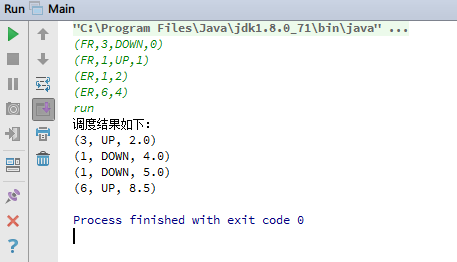 Run Main
"C:\Program Files\Java\jdk1.8.0_71\bin\java" ...
(FR,3,DOWN,0)
(FR,1,UP,1)
(ER,1,2)
(ER,6,4)
run
调度结果如下:
(3, UP, 2.0)
(1, DOWN, 4.0)
(1, DOWN, 5.0)
(6, UP, 8.5)
Process finished with exit code 0